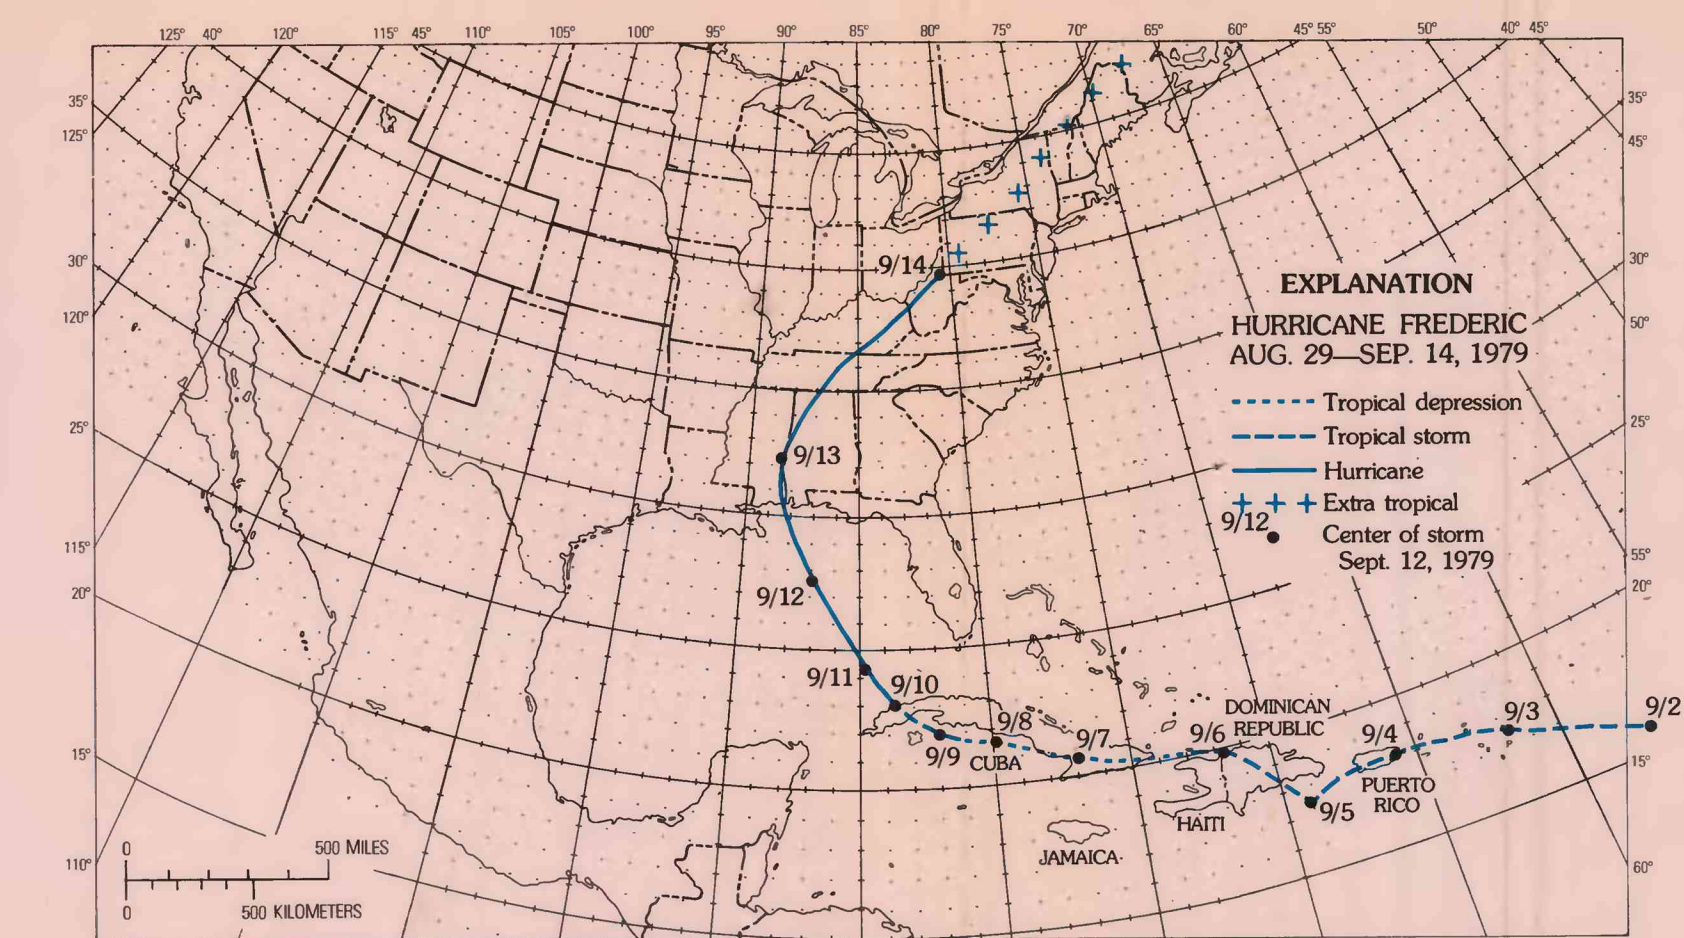 125° 40° 120° 115° 45° 110° 105° 100° 95° 90° 85° 80° 75° 70° 65° 60° 45° 55° 50° 40° 45°
35°
125°
30°
120°
25°
115°
20°
15°
110°
35°
45°
30°
50°
25°
55°
20°
15°
60°
EXPLANATION
HURRICANE FREDERIC
AUG. 29—SEP. 14, 1979
Tropical depression
Tropical storm
Hurricane
Extra tropical
9/12
Center of storm
Sept. 12, 1979
9/14
9/13
9/12
9/11
9/10
9/9
9/8
9/7
9/6
9/5
9/4
9/3
9/2
CUBA
DOMINICAN
REPUBLIC
PUERTO
RICO
HAITI
JAMAICA
0 500 MILES
0 500 KILOMETERS